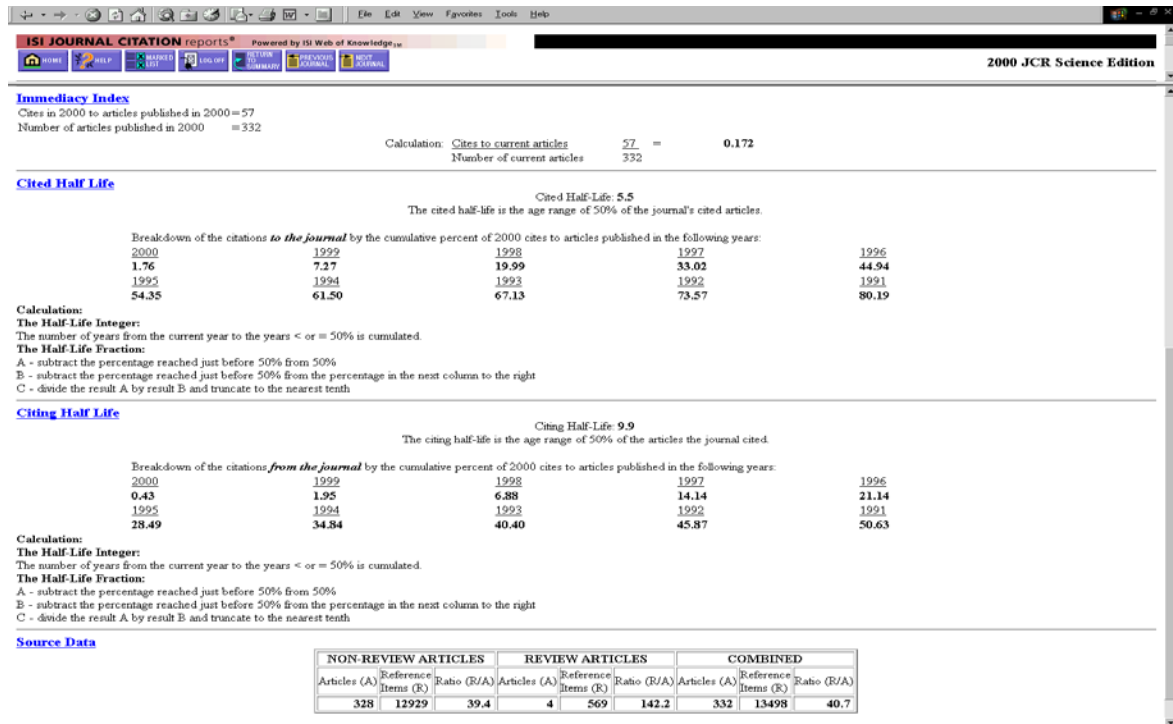 File Edit View Favorites Tools Help
ISI JOURNAL CITATION reports® Powered by ISI Web of Knowledge SM
HOME HELP MARKED LIST LOG OFF RETURN TO SUMMARY PREVIOUS JOURNAL NEXT JOURNAL 2000 JCR Science Edition
Immediacy Index
Cites in 2000 to articles published in 2000=57
Number of articles published in 2000 =332
Calculation: Cites to current articles 57 = 0.172
Number of current articles 332
Cited Half Life
Cited Half-Life: 5.5
The cited half-life is the age range of 50% of the journal's cited articles.
Breakdown of the citations to the journal by the cumulative percent of 2000 cites to articles published in the following years:
2000 1999 1998 1997 1996
1.76 7.27 19.99 33.02 44.94
1995 1994 1993 1992 1991
54.35 61.50 67.13 73.57 80.19
Calculation:
The Half-Life Integer:
The number of years from the current year to the years < or = 50% is cumulated.
The Half-Life Fraction:
A - subtract the percentage reached just before 50% from 50%
B - subtract the percentage reached just before 50% from the percentage in the next column to the right
C - divide the result A by result B and truncate to the nearest tenth
Citing Half Life
Citing Half-Life: 9.9
The citing half-life is the age range of 50% of the articles the journal cited.
Breakdown of the citations from the journal by the cumulative percent of 2000 cites to articles published in the following years:
2000 1999 1998 1997 1996
0.43 1.95 6.88 14.14 21.14
1995 1994 1993 1992 1991
28.49 34.84 40.40 45.87 50.63
Calculation:
The Half-Life Integer:
The number of years from the current year to the years < or = 50% is cumulated.
The Half-Life Fraction:
A - subtract the percentage reached just before 50% from 50%
B - subtract the percentage reached just before 50% from the percentage in the next column to the right
C - divide the result A by result B and truncate to the nearest tenth
Source Data
NON-REVIEW ARTICLES REVIEW ARTICLES COMBINED
Articles (A) Reference Items (R) Ratio (R/A) Articles (A) Reference Items (R) Ratio (R/A) Articles (A) Reference Items (R) Ratio (R/A)
328 12929 39.4 4 569 142.2 332 13498 40.7